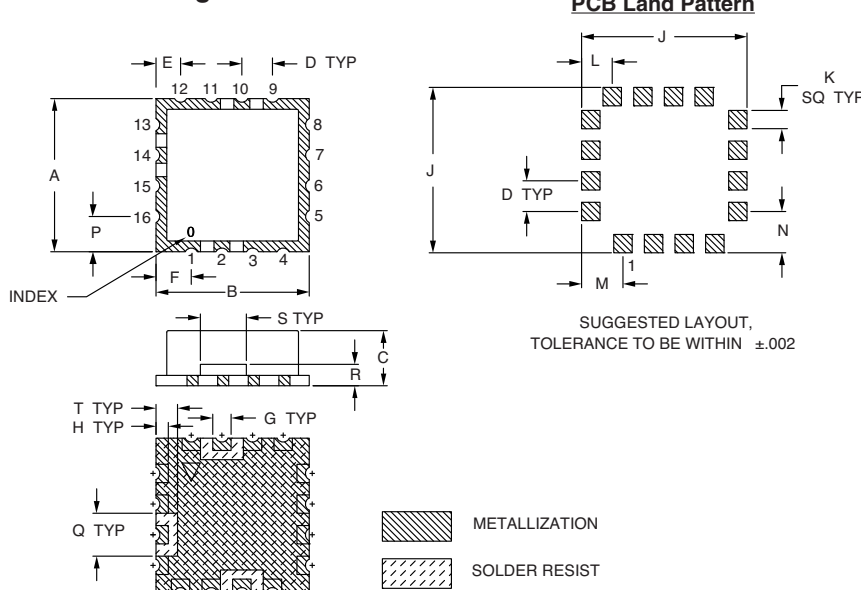 PCB Land Pattern
E
D TYP
12 11 10 9
13
14
15
16
8
7
6
5
A
P
0
1 2 3 4
F
B
INDEX
S TYP
C
R
T TYP
H TYP
G TYP
Q TYP
J
L
K
SQ TYP
J
D TYP
N
M
1
SUGGESTED LAYOUT,
TOLERANCE TO BE WITHIN ±.002
METALLIZATION
SOLDER RESIST